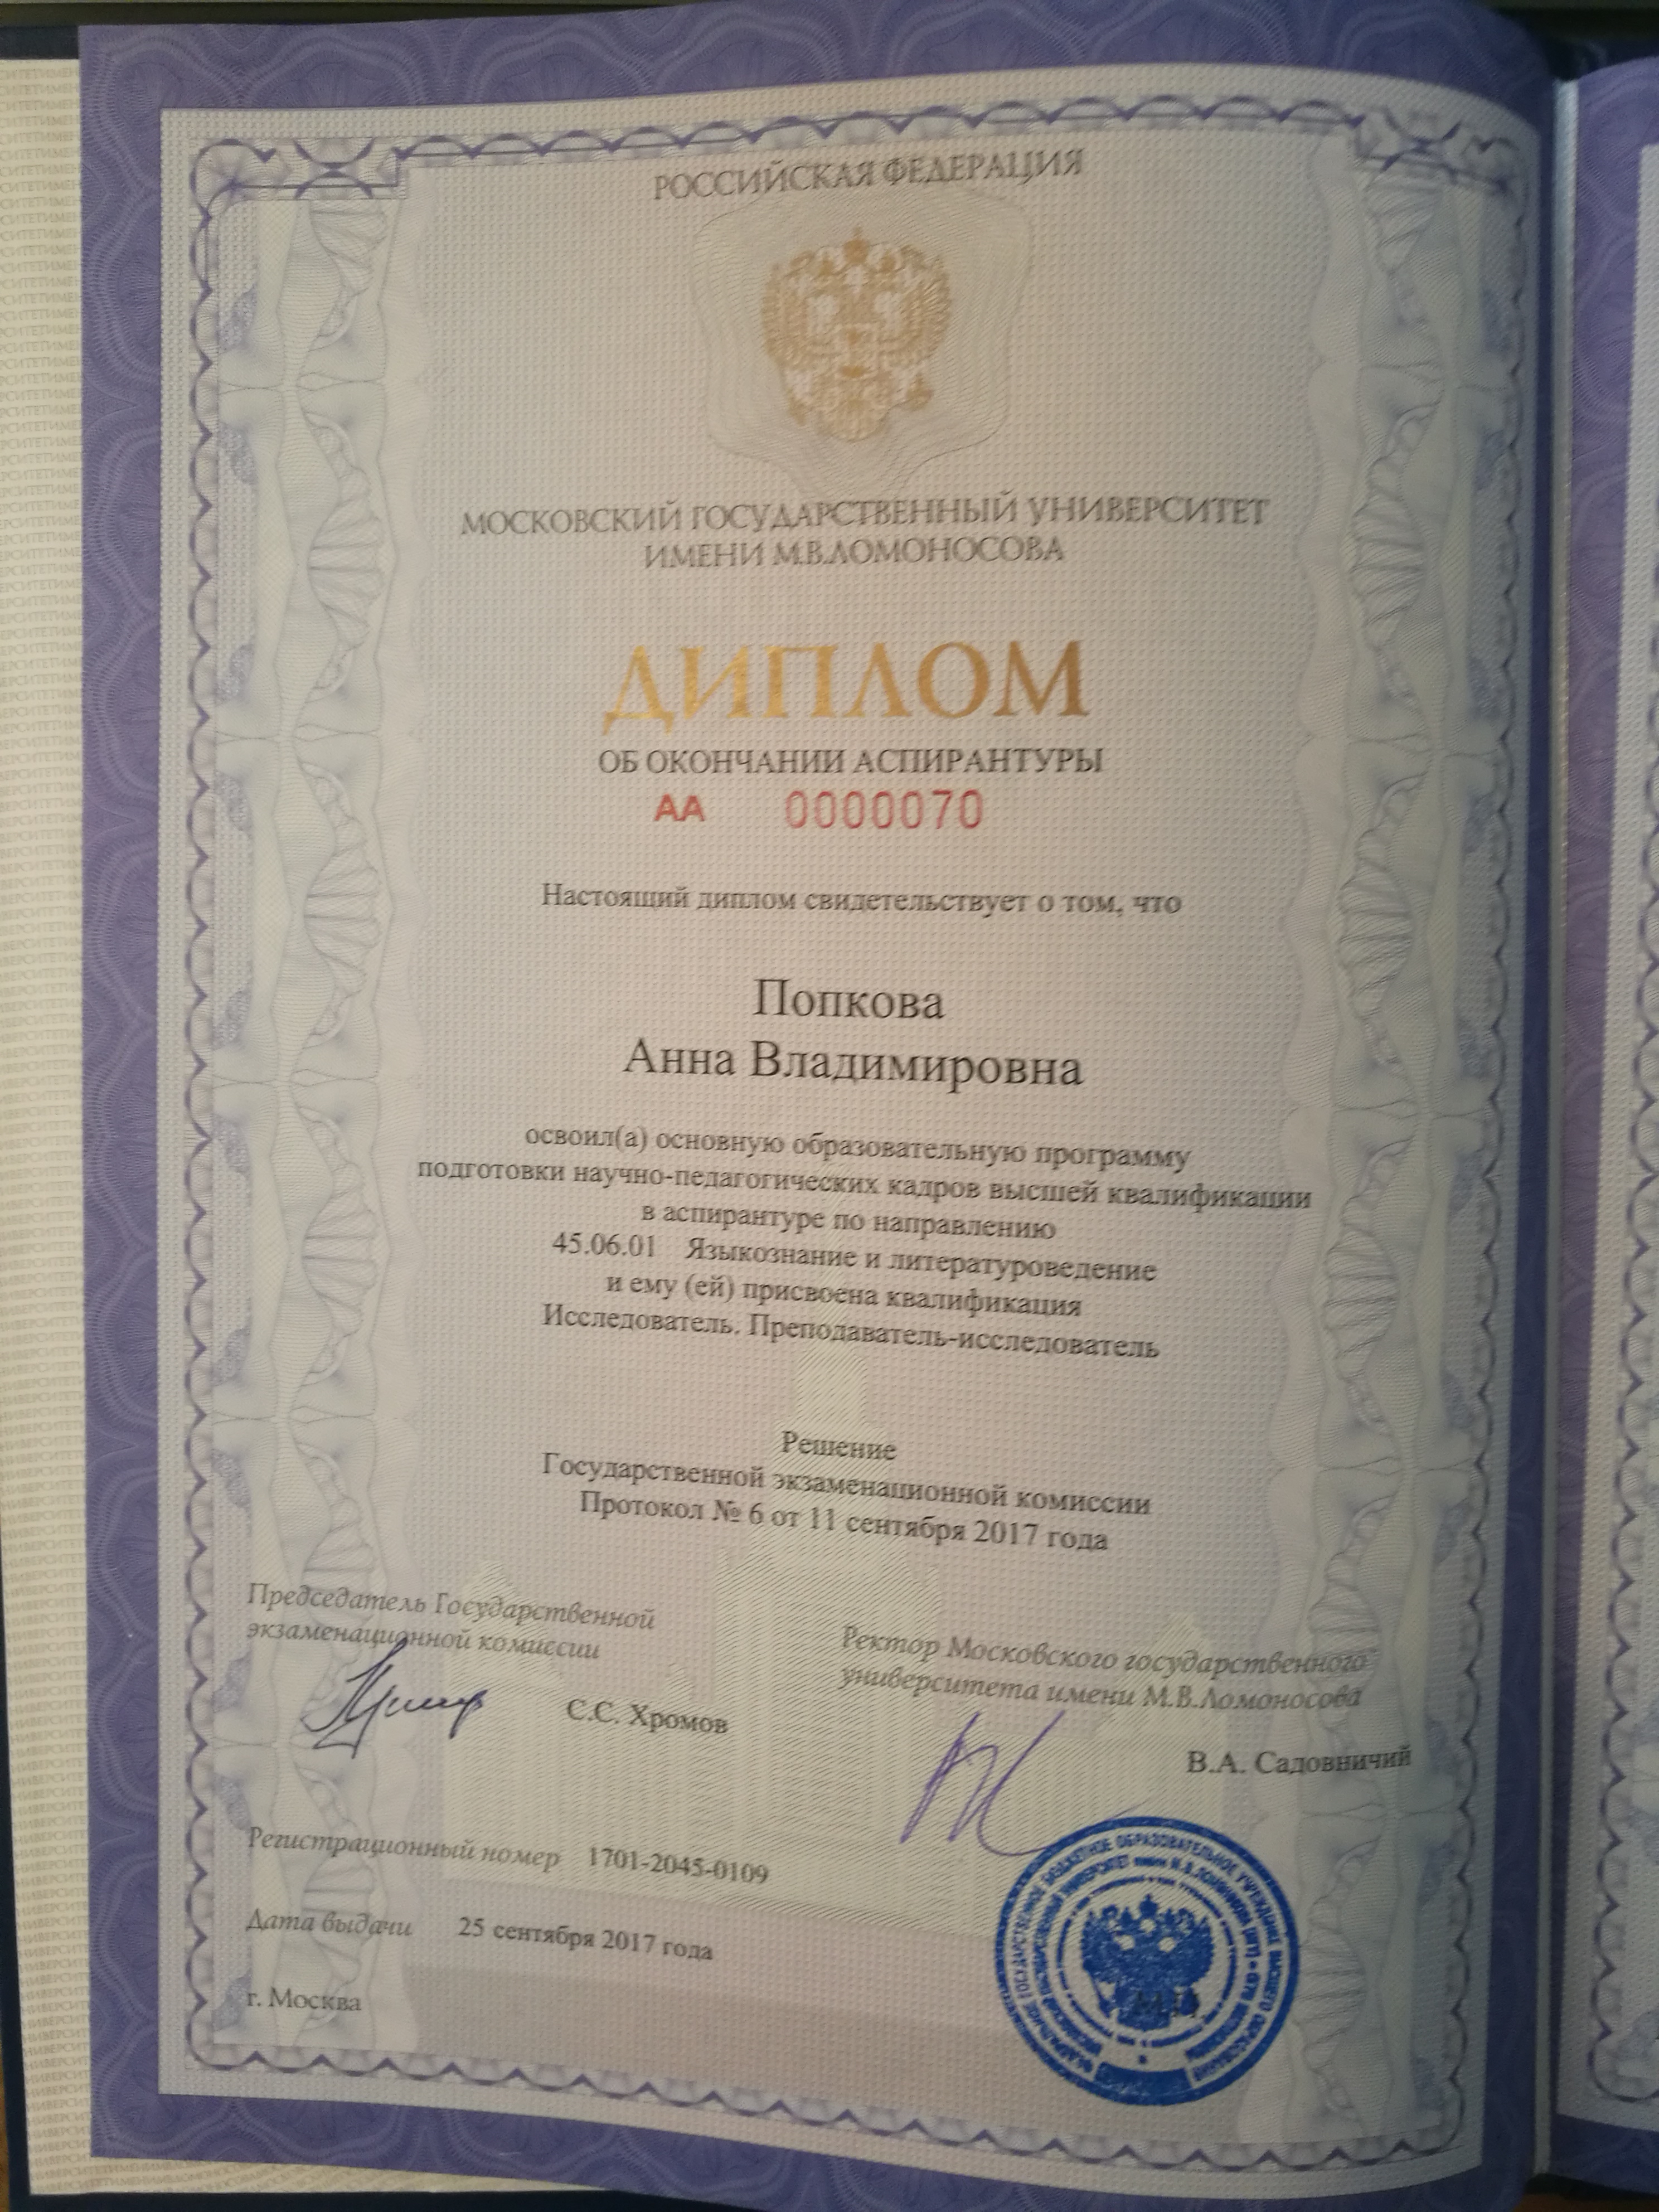 РОССИЙСКАЯ ФЕДЕРАЦИЯ
МОСКОВСКИЙ ГОСУДАРСТВЕННЫЙ УНИВЕРСИТЕТ
ИМЕНИ М.В.ЛОМОНОСОВА
ДИПЛОМ
ОБ ОКОНЧАНИИ АСПИРАНТУРЫ
АА 0000070
Настоящий диплом свидетельствует о том, что
Попкова
Анна Владимировна
освоил(а) основную образовательную программу
подготовки научно-педагогических кадров высшей квалификации
в аспирантуре по направлению
45.06.01 Языкознание и литературоведение
и ему (ей) присвоена квалификация
Исследователь. Преподаватель-исследователь
Решение
Государственной экзаменационной комиссии
Протокол № 6 от 11 сентября 2017 года
Председатель Государственной
экзаменационной комиссии
С.С. Хромов
Ректор Московского государственного
университета имени М.В.Ломоносова
В.А. Садовничий
Регистрационный номер 1701-2045-0109
Дата выдачи 25 сентября 2017 года
г. Москва